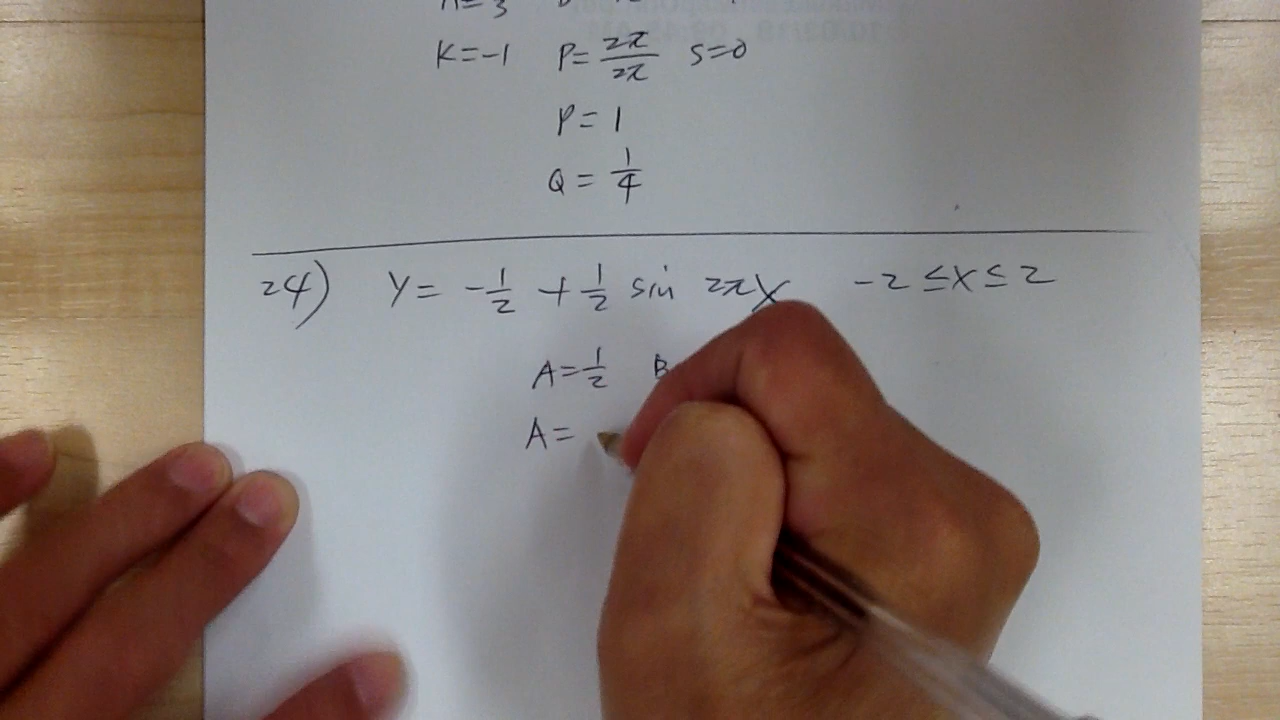 K=-1 P=2π/2π S=0
P=1
Q=1/4
24) Y= -1/2 +1/2 sin 2πX -2≤X≤2
A=1/2 B
A=